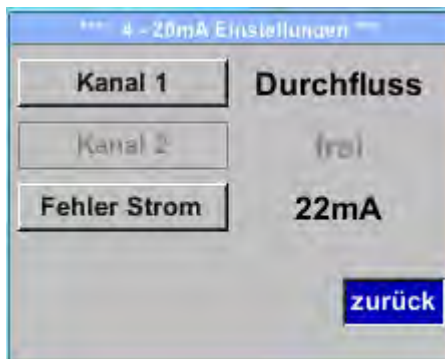 **** 4 - 20mA Einstellungen ****
Kanal 1 Durchfluss
Kanal 2 frei
Fehler Strom 22mA
zurück